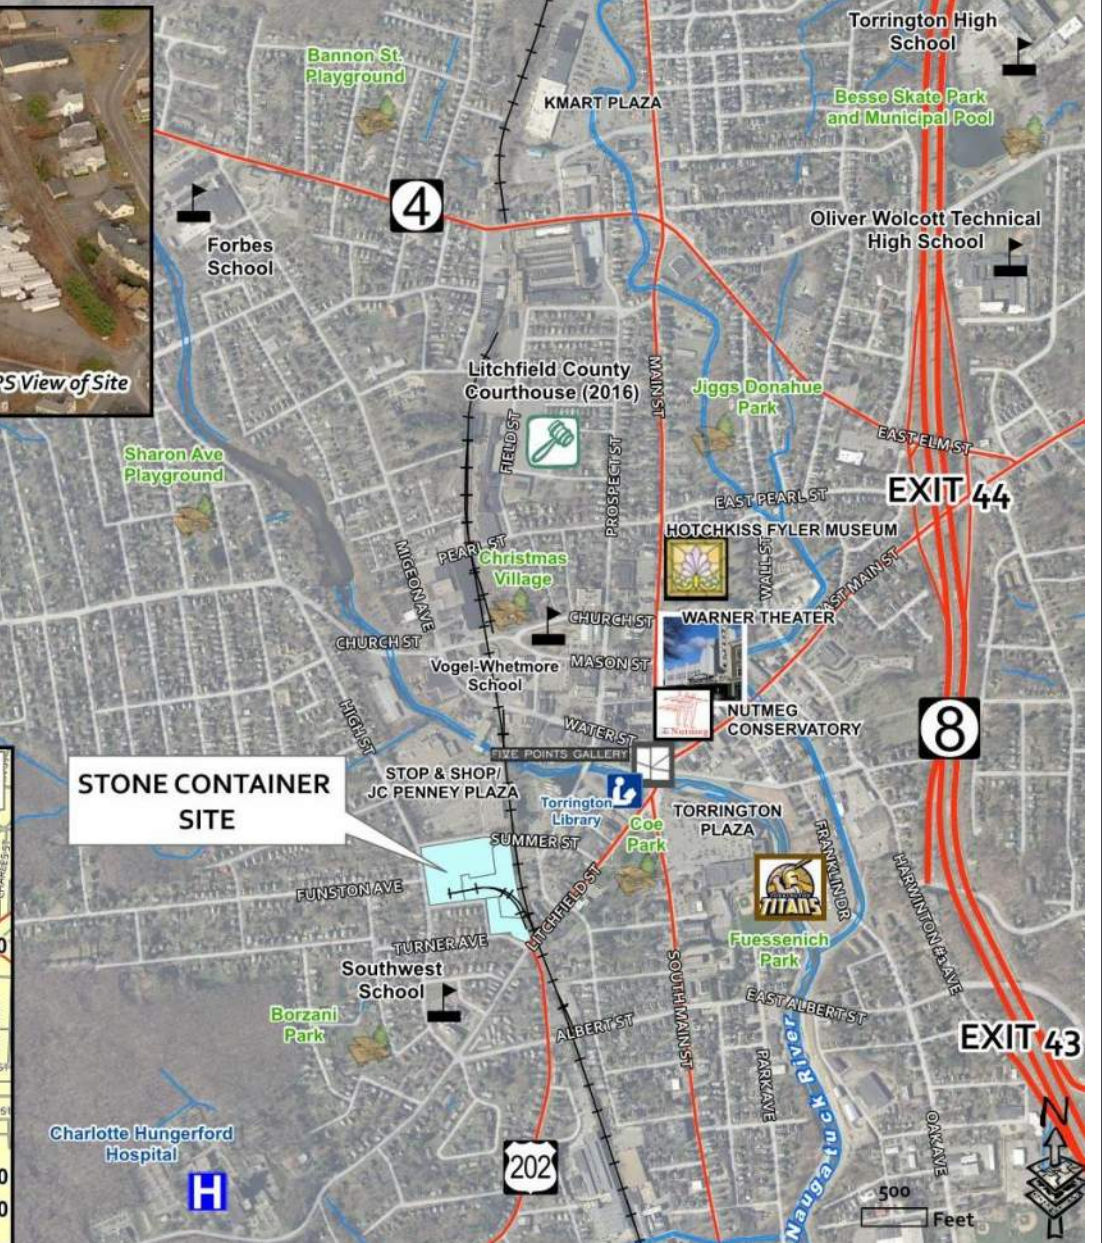 Torrington High
School
Bannon St.
Playground
KMART PLAZA
Besse Skate Park
and Municipal Pool
4
Oliver Wolcott Technical
High School
Forbes
School
PS View of Site
Litchfield County
Courthouse (2016)
MAIN ST
Jiggs Donahue
Park
FIELD ST
PROSPECT ST
EAST ELM ST
Sharon Ave
Playground
EXIT 44
EAST PEARL ST
HOTCHKISS FYLER MUSEUM
PEARL ST
MIGEON AVE
Christmas
Village
WALL ST
AST MAIN ST
CHURCH ST
WARNER THEATER
CHURCH ST
MASON ST
Vogel-Whetmore
School
HIGH ST
WATER ST
Nutmeg
NUTMEG
CONSERVATORY
8
FIVE POINTS GALLERY
STONE CONTAINER
SITE
STOP & SHOP/
JC PENNEY PLAZA
Torrington
Library
Coe
Park
TORRINGTON
PLAZA
SUMMER ST
FRANKLIN DR
HARWINTON #3 AVE
FUNSTON AVE
LITCHFIELD ST
TITANS
TURNER AVE
Fuessenich
Park
Southwest
School
SOUTH MAIN ST
EAST ALBERT ST
Borzani
Park
ALBERT ST
EXIT 43
PARK AVE
Naugatuck River
OAK AVE
N
Charlotte Hungerford
Hospital
H
202
500
Feet